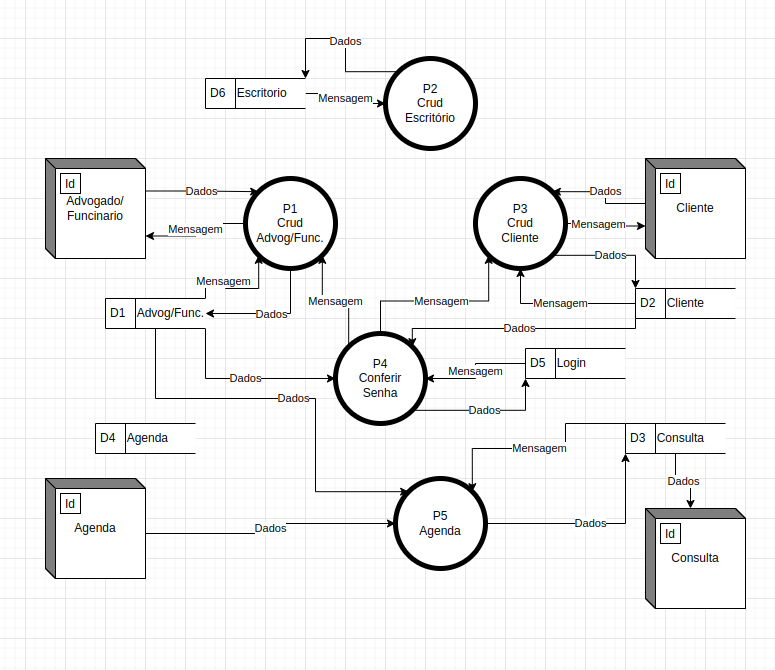 Dados
D6
Escritorio
Mensagem
P2
Crud
Escritório
Id
Advogado/
Funcinario
Dados
Mensagem
P1
Crud
Advog/Func.
P3
Crud
Cliente
Dados
Mensagem
Id
Cliente
Dados
Mensagem
D1
Advog/Func.
Dados
Mensagem
Mensagem
Mensagem
D2
Cliente
Dados
P4
Conferir
Senha
Mensagem
D5
Login
Dados
Dados
Dados
D4
Agenda
Mensagem
D3
Consulta
Dados
Id
Agenda
Dados
P5
Agenda
Dados
Id
Consulta